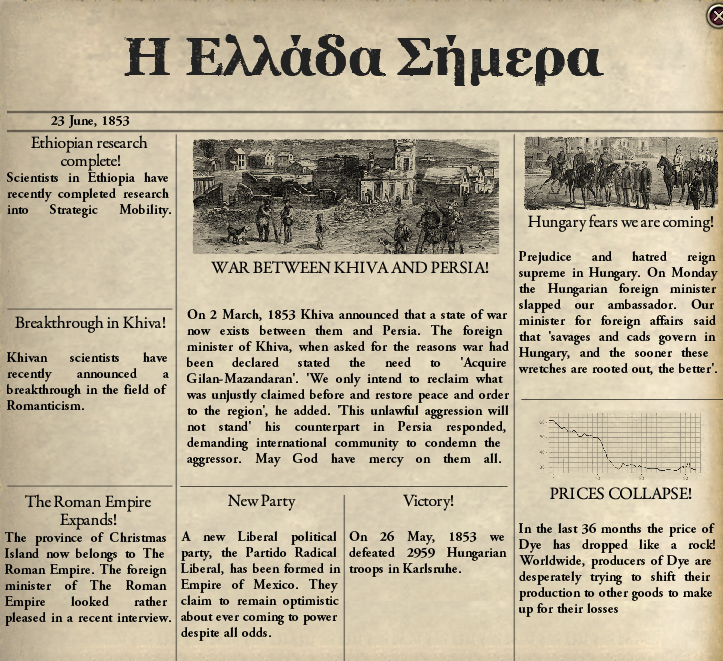 Η Ελλάδα Σήμερα
23 June, 1853
Ethiopian research
complete!
Scientists in Ethiopia have
recently completed research
into Strategic Mobility.
Breakthrough in Khiva!
Khivan scientists have
recently announced a
breakthrough in the field of
Romanticism.
The Roman Empire
Expands!
The province of Christmas
Island now belongs to The
Roman Empire. The foreign
minister of The Roman
Empire looked rather
pleased in a recent interview.
WAR BETWEEN KHIVA AND PERSIA!
On 2 March, 1853 Khiva announced that a state of war
now exists between them and Persia. The foreign
minister of Khiva, when asked for the reasons war had
been declared stated the need to 'Acquire
Gilan-Mazandaran'. 'We only intend to reclaim what
was unjustly claimed before and restore peace and order
to the region', he added. 'This unlawful aggression will
not stand' his counterpart in Persia responded,
demanding international community to condemn the
aggressor. May God have mercy on them all.
New Party
A new Liberal political
party, the Partido Radical
Liberal, has been formed in
Empire of Mexico. They
claim to remain optimistic
about ever coming to power
despite all odds.
Victory!
On 26 May, 1853 we
defeated 2959 Hungarian
troops in Karlsruhe.
Hungary fears we are coming!
Prejudice and hatred reign
supreme in Hungary. On Monday
the Hungarian foreign minister
slapped our ambassador. Our
minister for foreign affairs said
that 'savages and cads govern in
Hungary, and the sooner these
wretches are rooted out, the better'.
PRICES COLLAPSE!
In the last 36 months the price of
Dye has dropped like a rock!
Worldwide, producers of Dye are
desperately trying to shift their
production to other goods to make
up for their losses